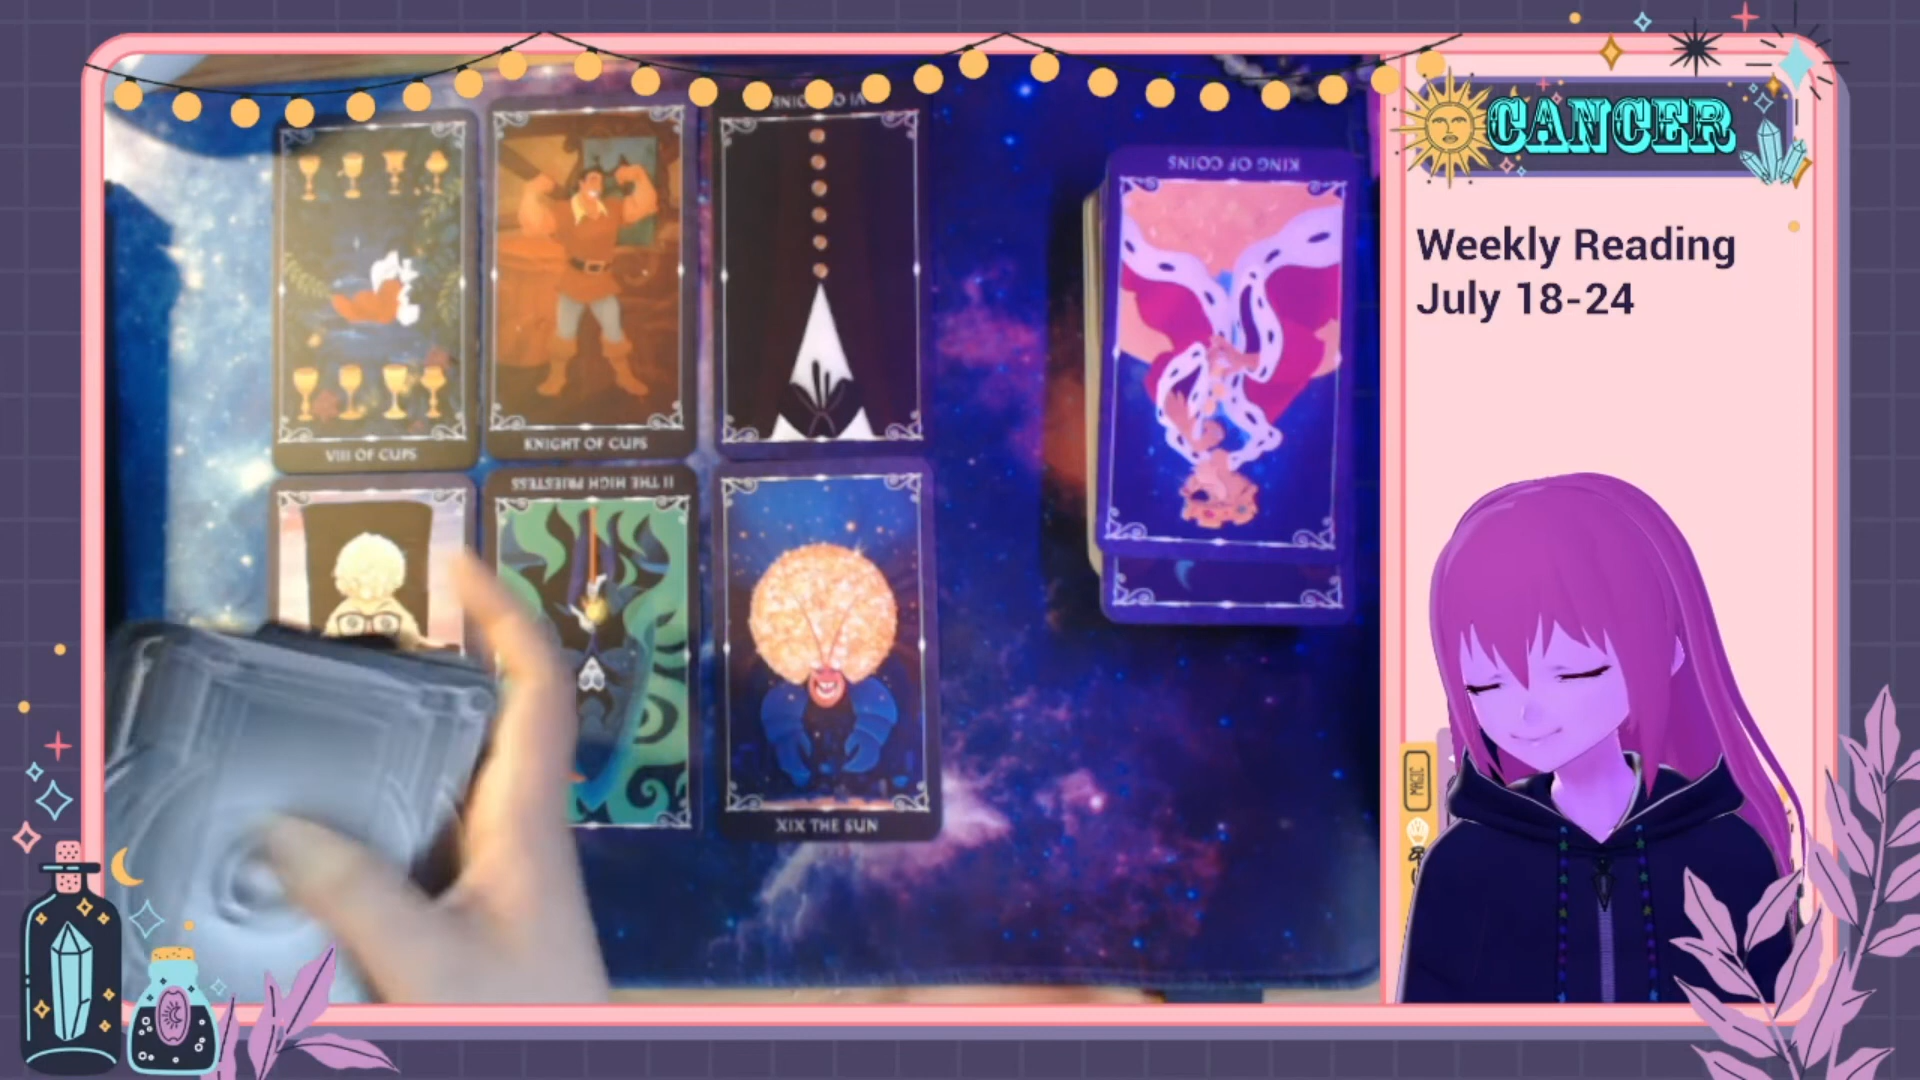 CANCER
Weekly Reading
July 18-24
KING OF COINS
VIII OF CUPS
KNIGHT OF CUPS
II THE HIGH PRIESTESS
XIX THE SUN
MAGIC